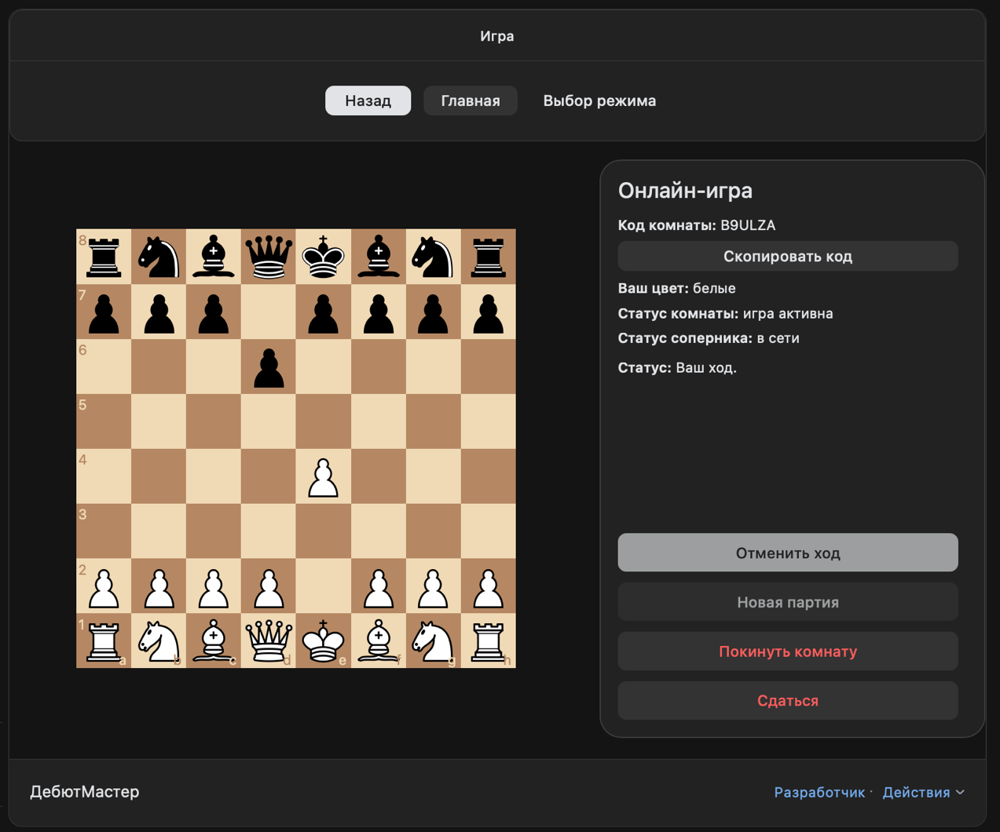 Игра
Назад
Главная
Выбор режима
Онлайн-игра
Код комнаты: B9ULZA
Скопировать код
Ваш цвет: белые
Статус комнаты: игра активна
Статус соперника: в сети
Статус: Ваш ход.
8
7
6
5
4
3
2
1
a b c d e f g h
Отменить ход
Новая партия
Покинуть комнату
Сдаться
ДебютМастер
Разработчик · Действия